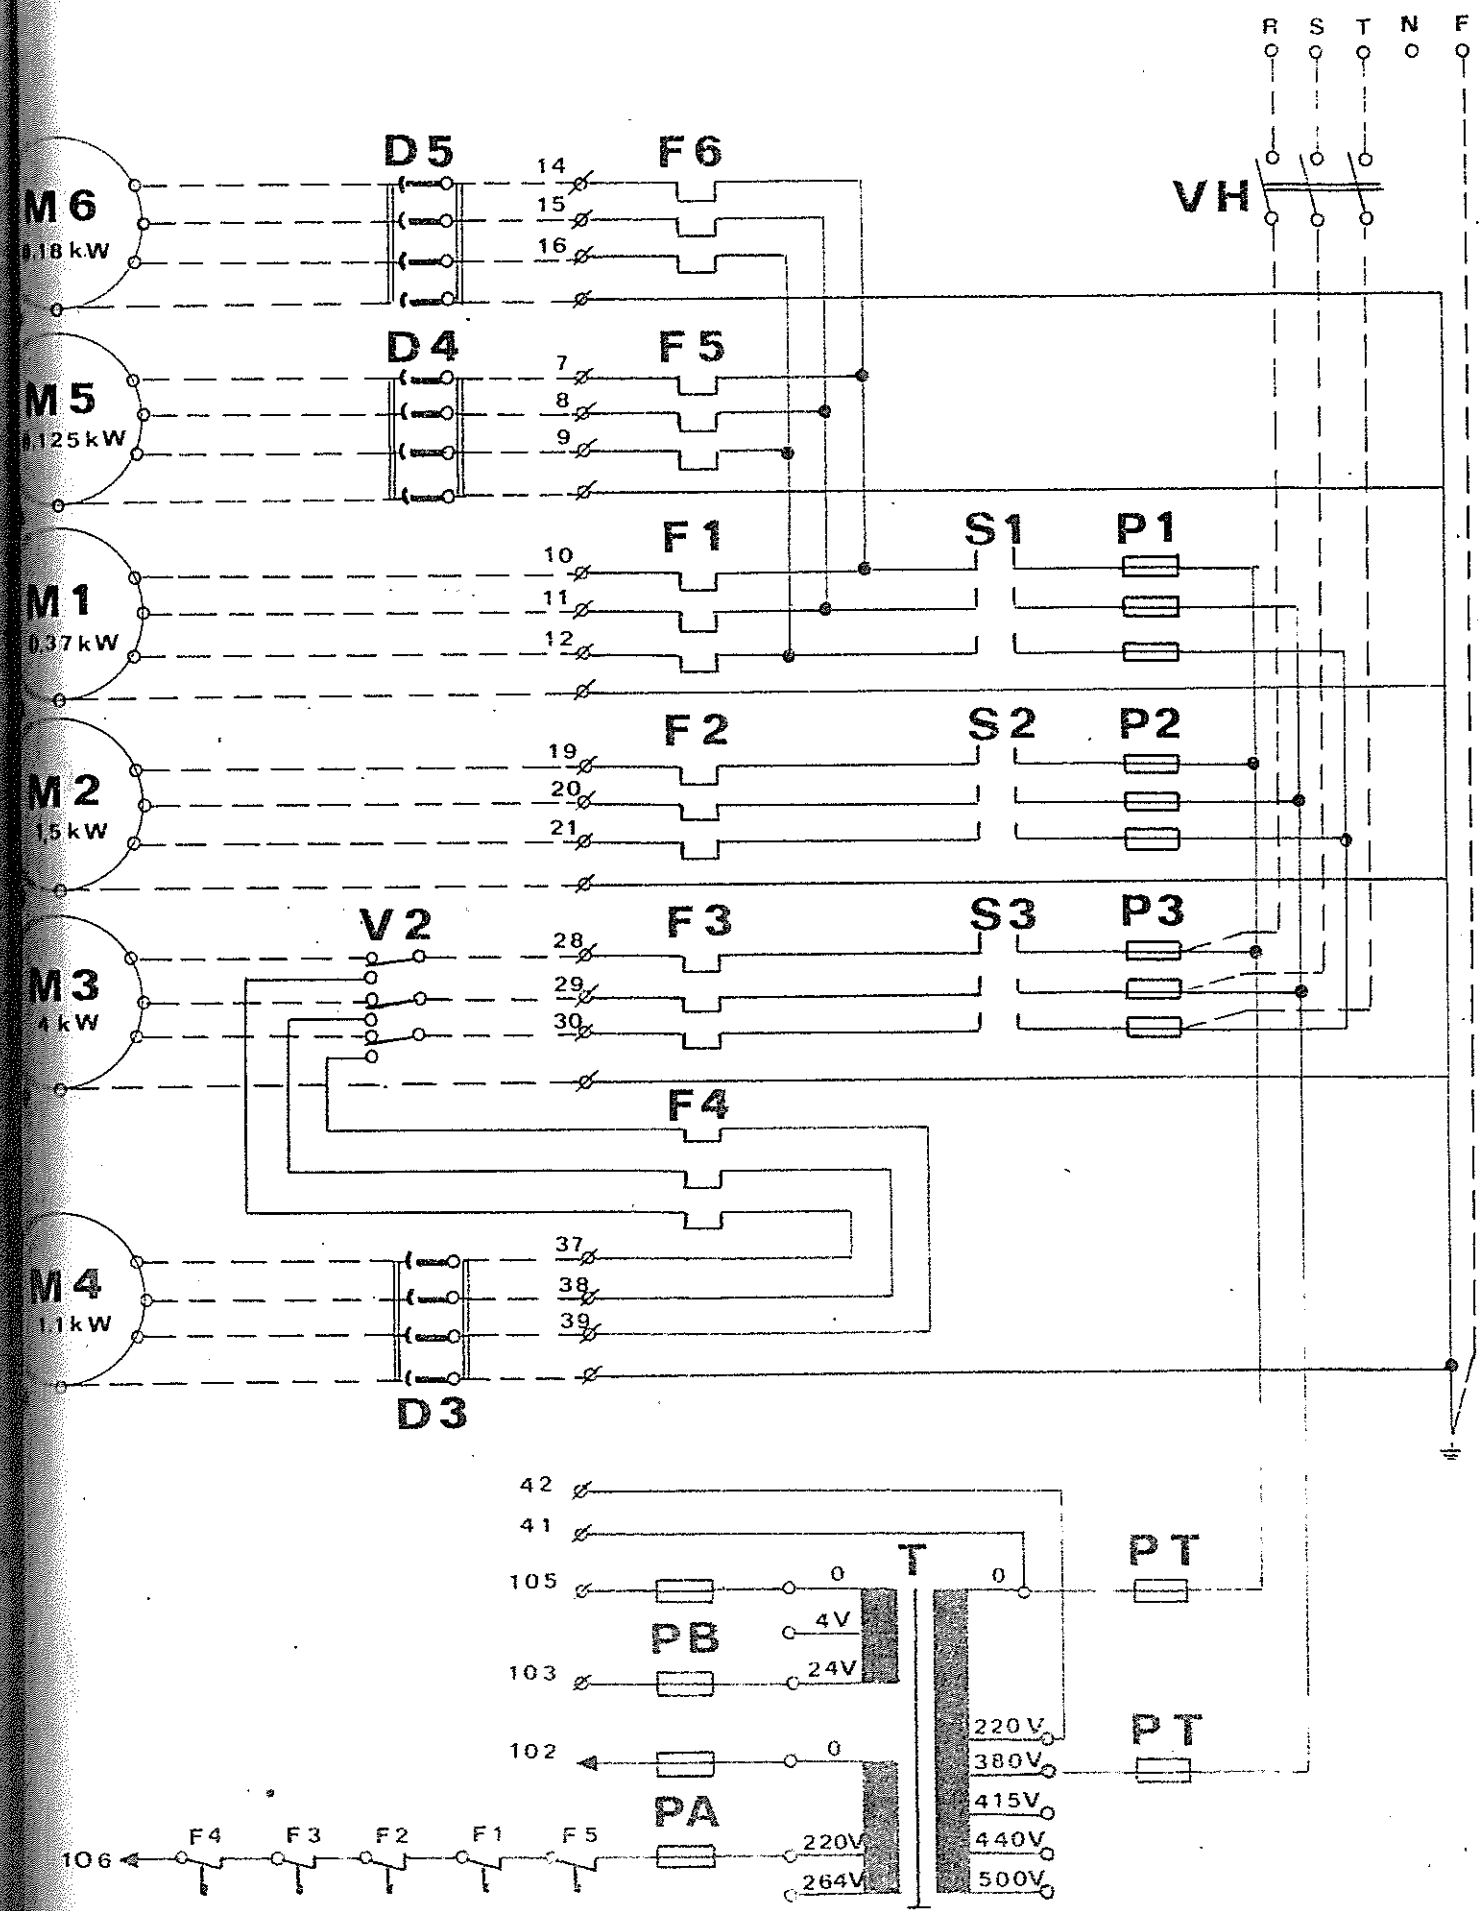 R S T N F
D5 14 F6
VH
M6 15
0,18 kW 16
D4 7 F5
M5 8
0,125 kW 9
F1 S1 P1
10
M1 11
0,37 kW 12
F2 S2 P2
19
M2 20
1,5 kW 21
V2 28 F3 S3 P3
M3 29
4 kW 30
F4
37
M4 38
1,1 kW 39
D3
42
41
T PT
105 0 0
4V
PB
103 24V
220V PT
102 0 380V
415V
PA
F4 F3 F2 F1 F5 220V 440V
106
264V 500V